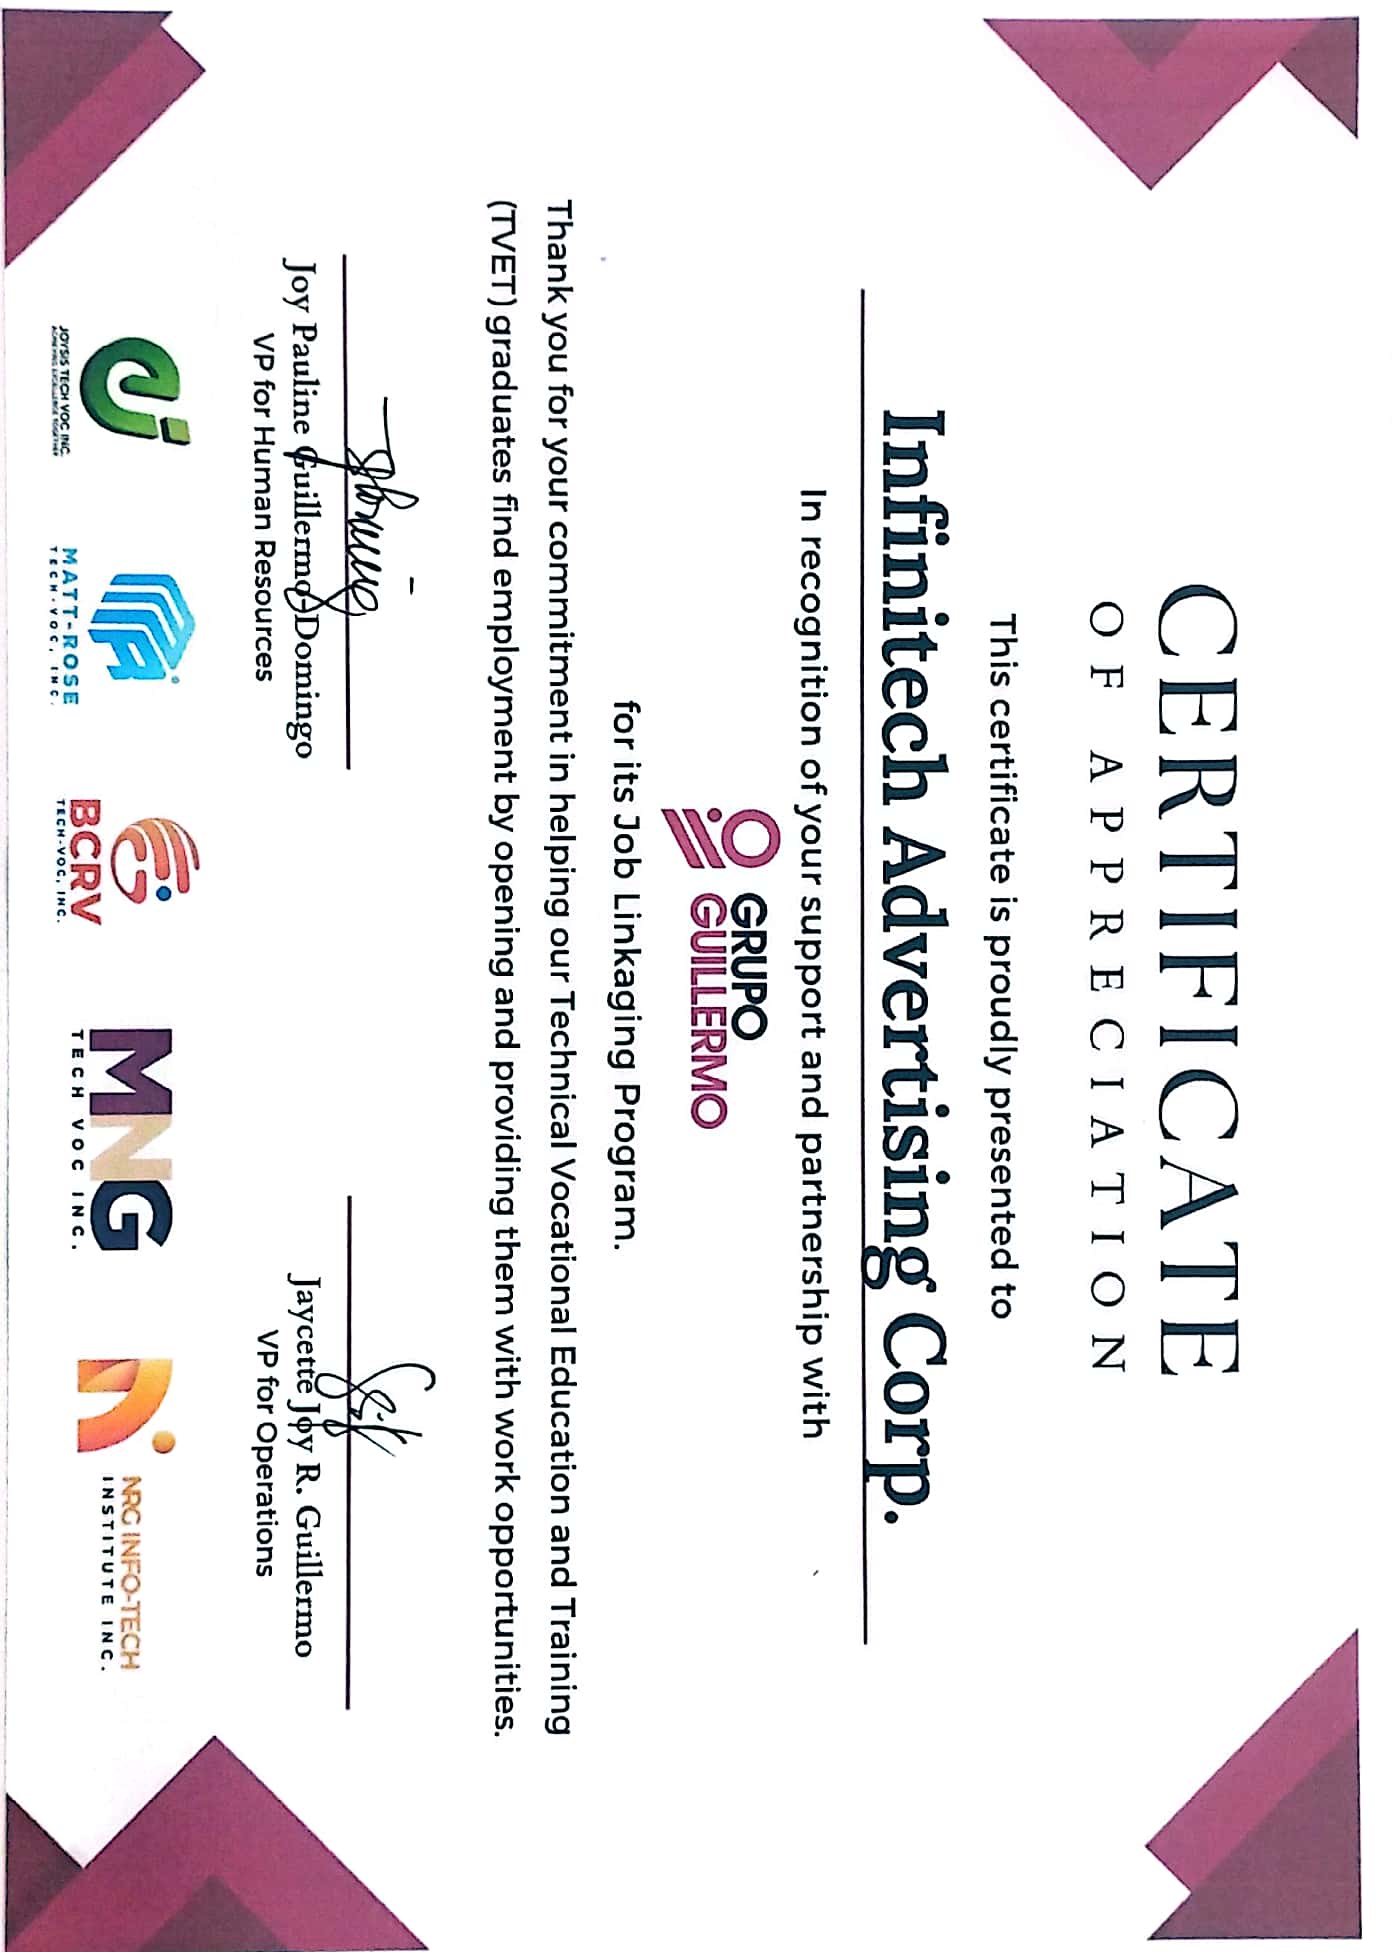 CERTIFICATE
OF APPRECIATION
This certificate is proudly presented to
Infinitech Advertising Corp.
In recognition of your support and partnership with
GRUPO
GUILLERMO
for its Job Linkaging Program.
Thank you for your commitment in helping our Technical Vocational Education and Training
(TVET) graduates find employment by opening and providing them with work opportunities.
Joy Pauline Guillermo-Domingo
VP for Human Resources
Jaycette Joy R. Guillermo
VP for Operations
JOYSIS TECH VOC INC.
ACHIEVING EXCELLENCE TOGETHER
MATT-ROSE
TECH-VOC, INC.
BCRV
TECH-VOC, INC.
MNG
TECH VOC INC.
NRG INFO-TECH
INSTITUTE INC.